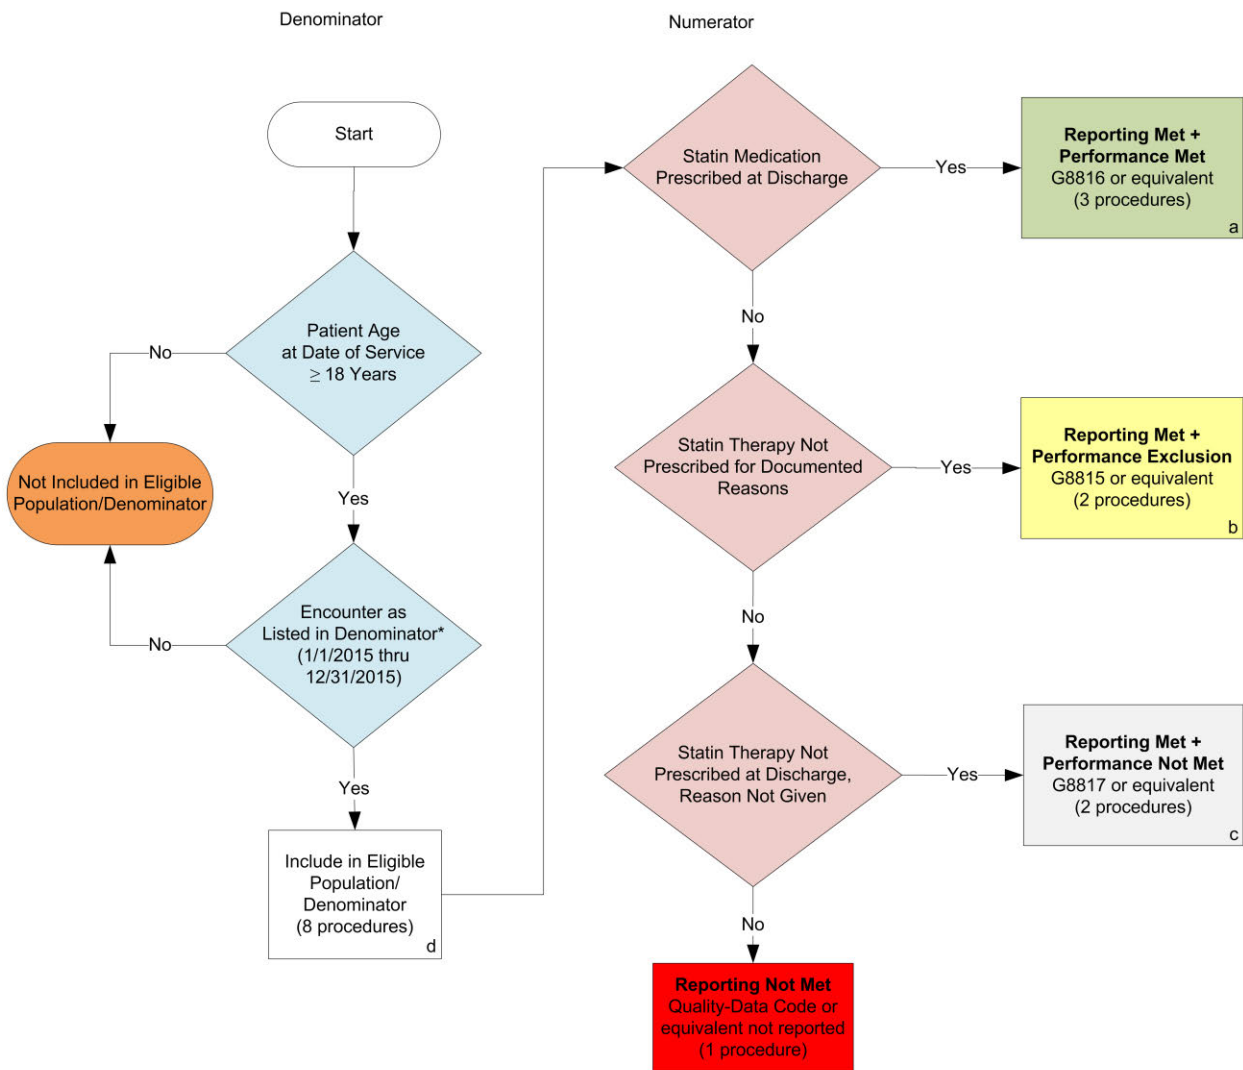 Denominator
Numerator
Start
Patient Age
at Date of Service
≥ 18 Years
No
Yes
Not Included in Eligible
Population/Denominator
Encounter as
Listed in Denominator*
(1/1/2015 thru
12/31/2015)
No
Yes
Include in Eligible
Population/
Denominator
(8 procedures)
d
Statin Medication
Prescribed at Discharge
Yes
Reporting Met +
Performance Met
G8816 or equivalent
(3 procedures)
a
No
Statin Therapy Not
Prescribed for Documented
Reasons
Yes
Reporting Met +
Performance Exclusion
G8815 or equivalent
(2 procedures)
b
No
Statin Therapy Not
Prescribed at Discharge,
Reason Not Given
Yes
Reporting Met +
Performance Not Met
G8817 or equivalent
(2 procedures)
c
No
Reporting Not Met
Quality-Data Code or
equivalent not reported
(1 procedure)